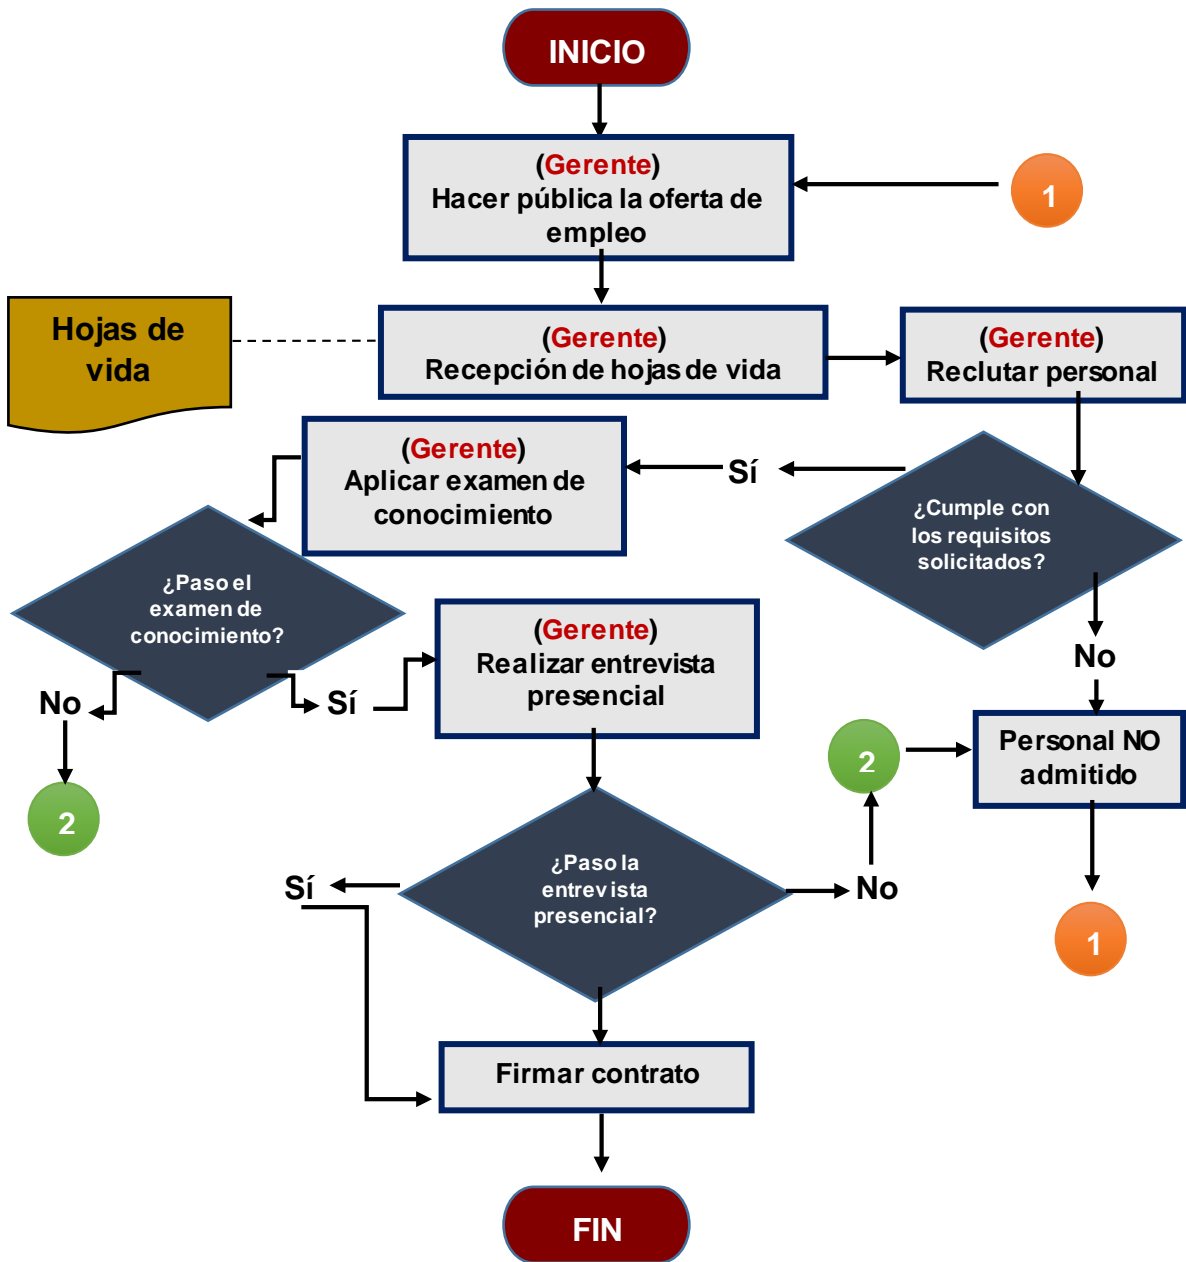 INICIO
(Gerente)
Hacer pública la oferta de
empleo
1
Hojas de
vida
(Gerente)
Recepción de hojas de vida
(Gerente)
Reclutar personal
(Gerente)
Aplicar examen de
conocimiento
Sí
¿Cumple con
los requisitos
solicitados?
¿Paso el
examen de
conocimiento?
(Gerente)
Realizar entrevista
presencial
No
Sí
No
2
Personal NO
admitido
2
¿Paso la
entrevista
presencial?
Sí
No
1
Firmar contrato
FIN